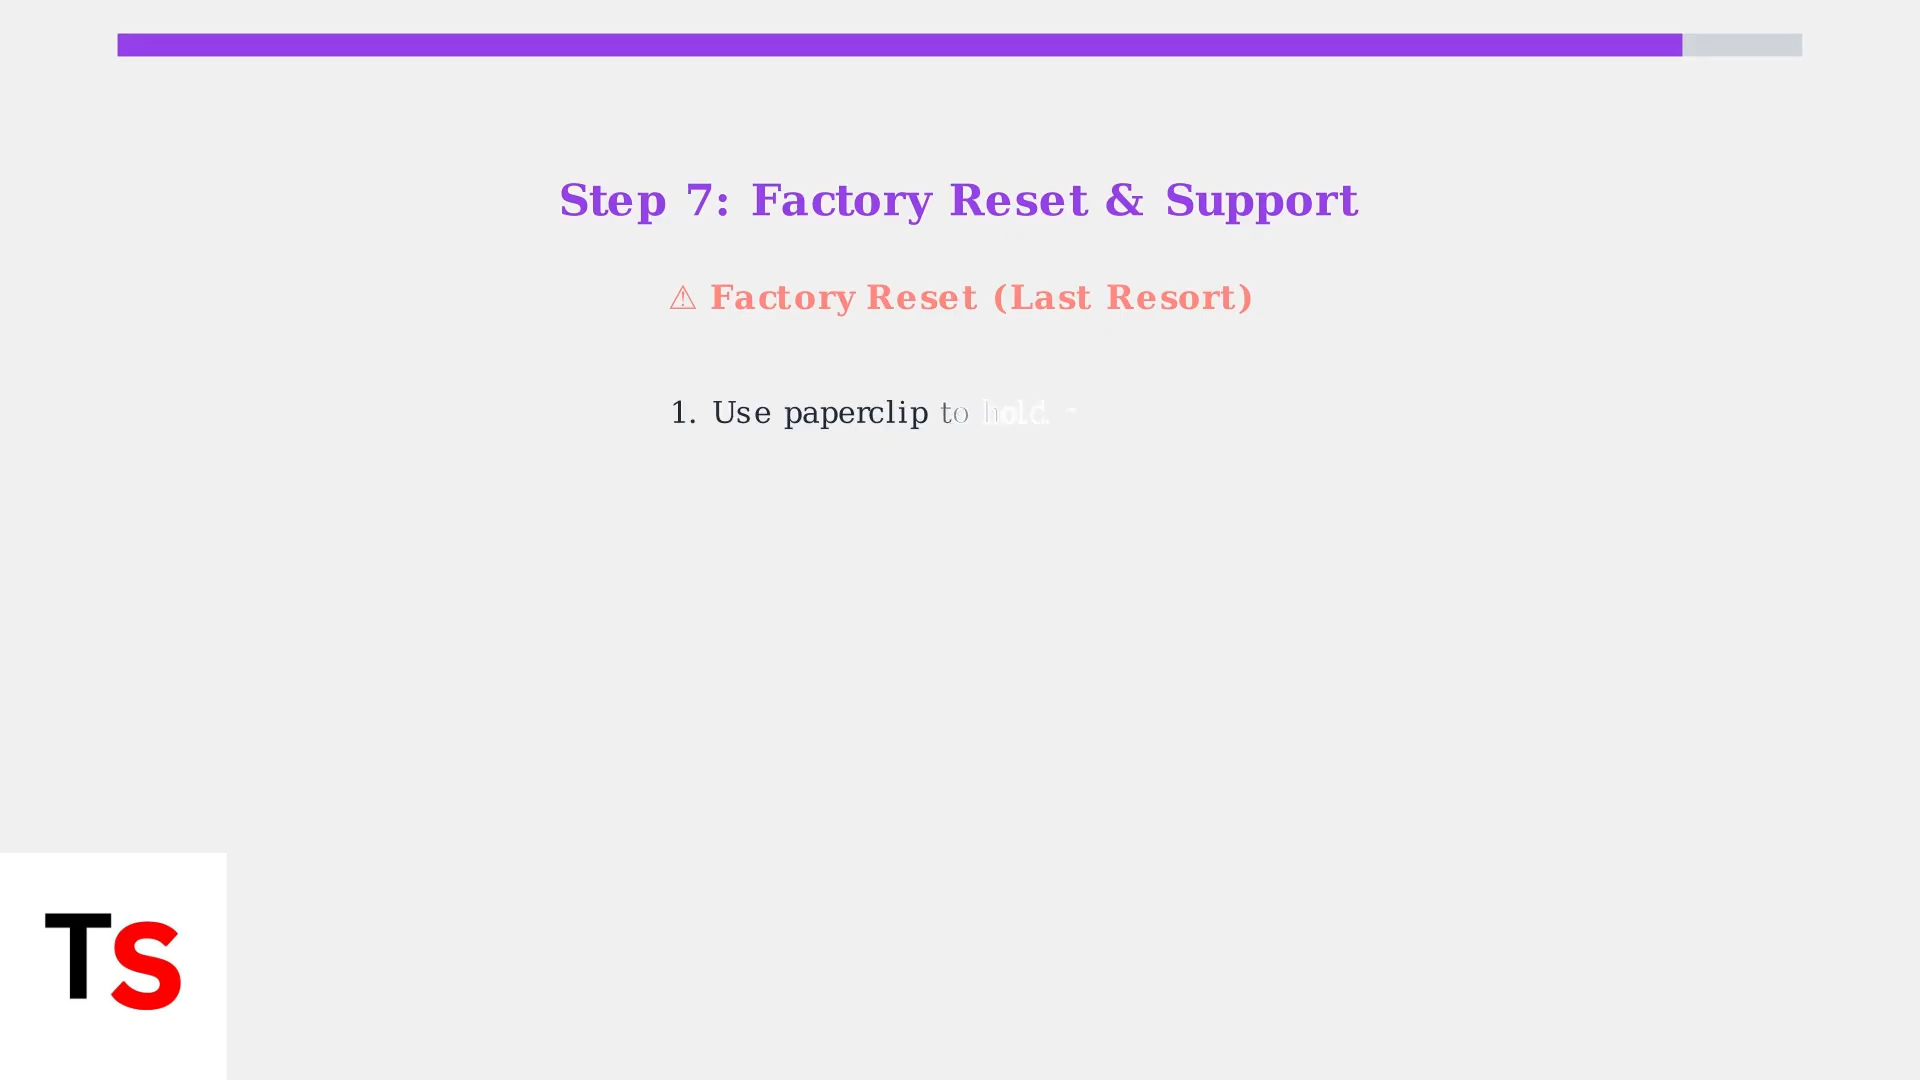 Step 7: Factory Reset & Support
⚠ Factory Reset (Last Resort)
1. Use paperclip to hold
TS